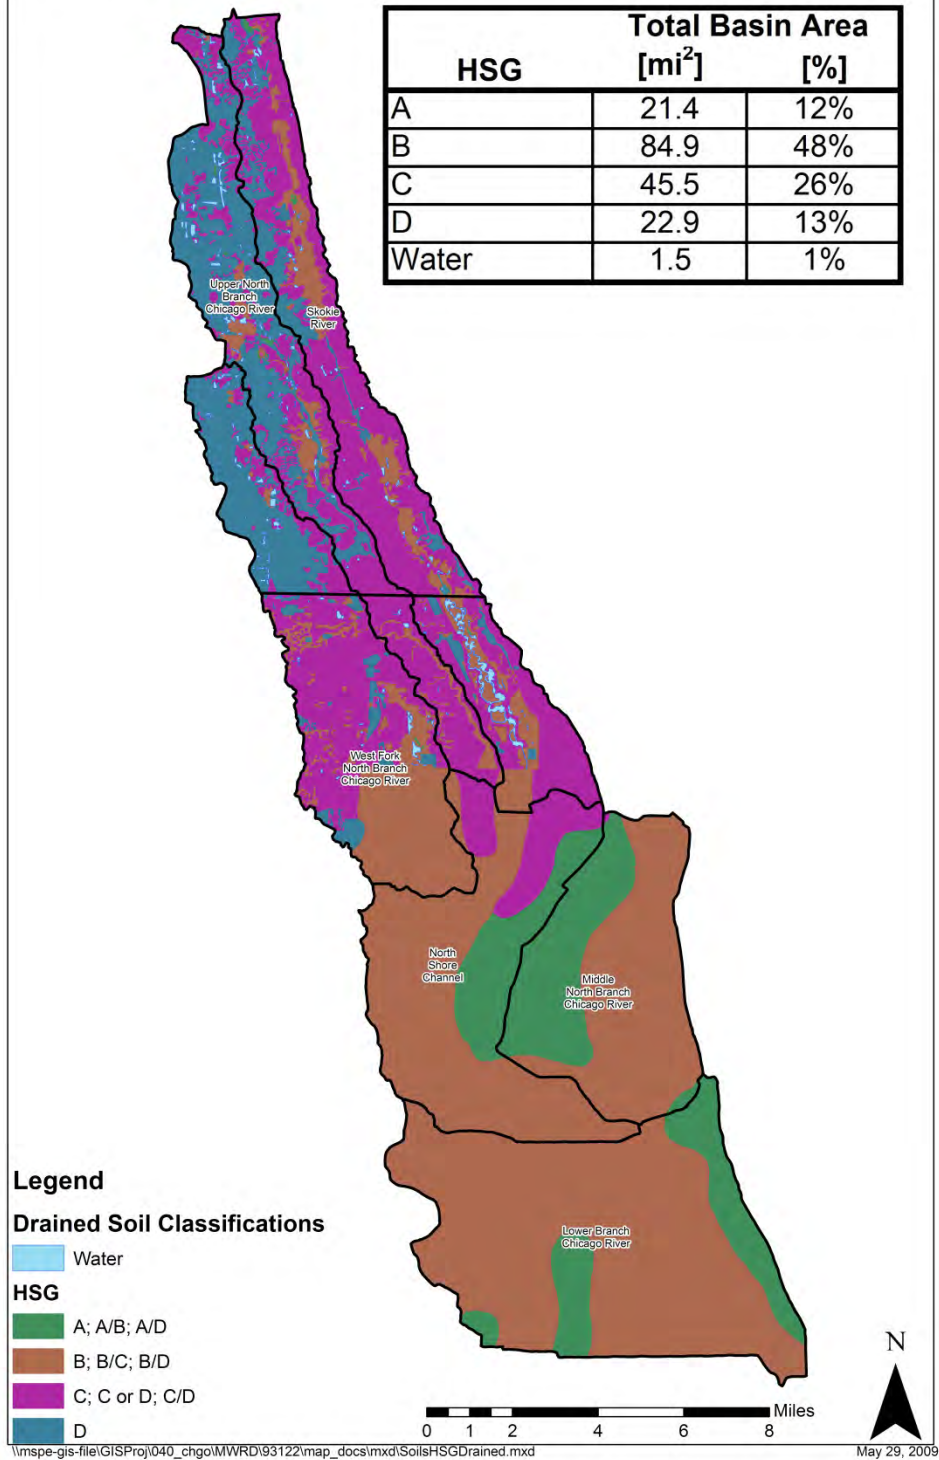 Total Basin Area
HSG [mi²] [%]
A 21.4 12%
B 84.9 48%
C 45.5 26%
D 22.9 13%
Water 1.5 1%
Upper North
Branch
Chicago River
Skokie
River
West Fork
North Branch
Chicago River
North
Shore
Channel
Middle
North Branch
Chicago River
Lower Branch
Chicago River
Legend
Drained Soil Classifications
Water
HSG
A; A/B; A/D
B; B/C; B/D
C; C or D; C/D
D
N
Miles
0 1 2 4 6 8
\\mspe-gis-file\GISProj\040_chgo\MWRD\93122\map_docs\mxd\SoilsHSGDrained.mxd
May 29, 2009